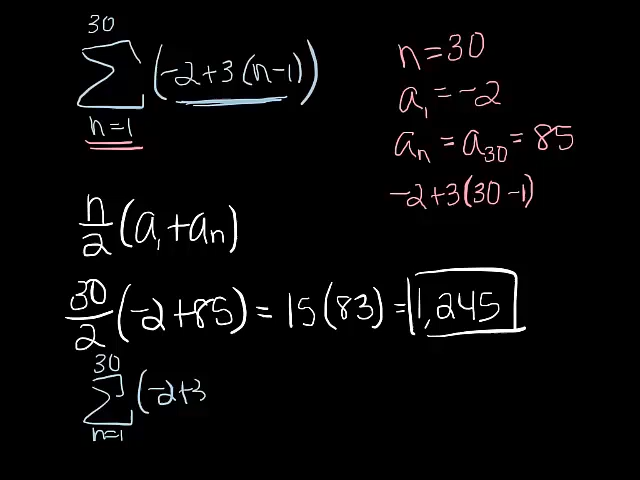 30
∑ (-2+3(n-1))
n=1
n=30
a₁=-2
aₙ=a₃₀=85
-2+3(30-1)
n/2(a₁+aₙ)
30/2(-2+85)=15(83)=1,245
30
∑ (-2+3
n=1